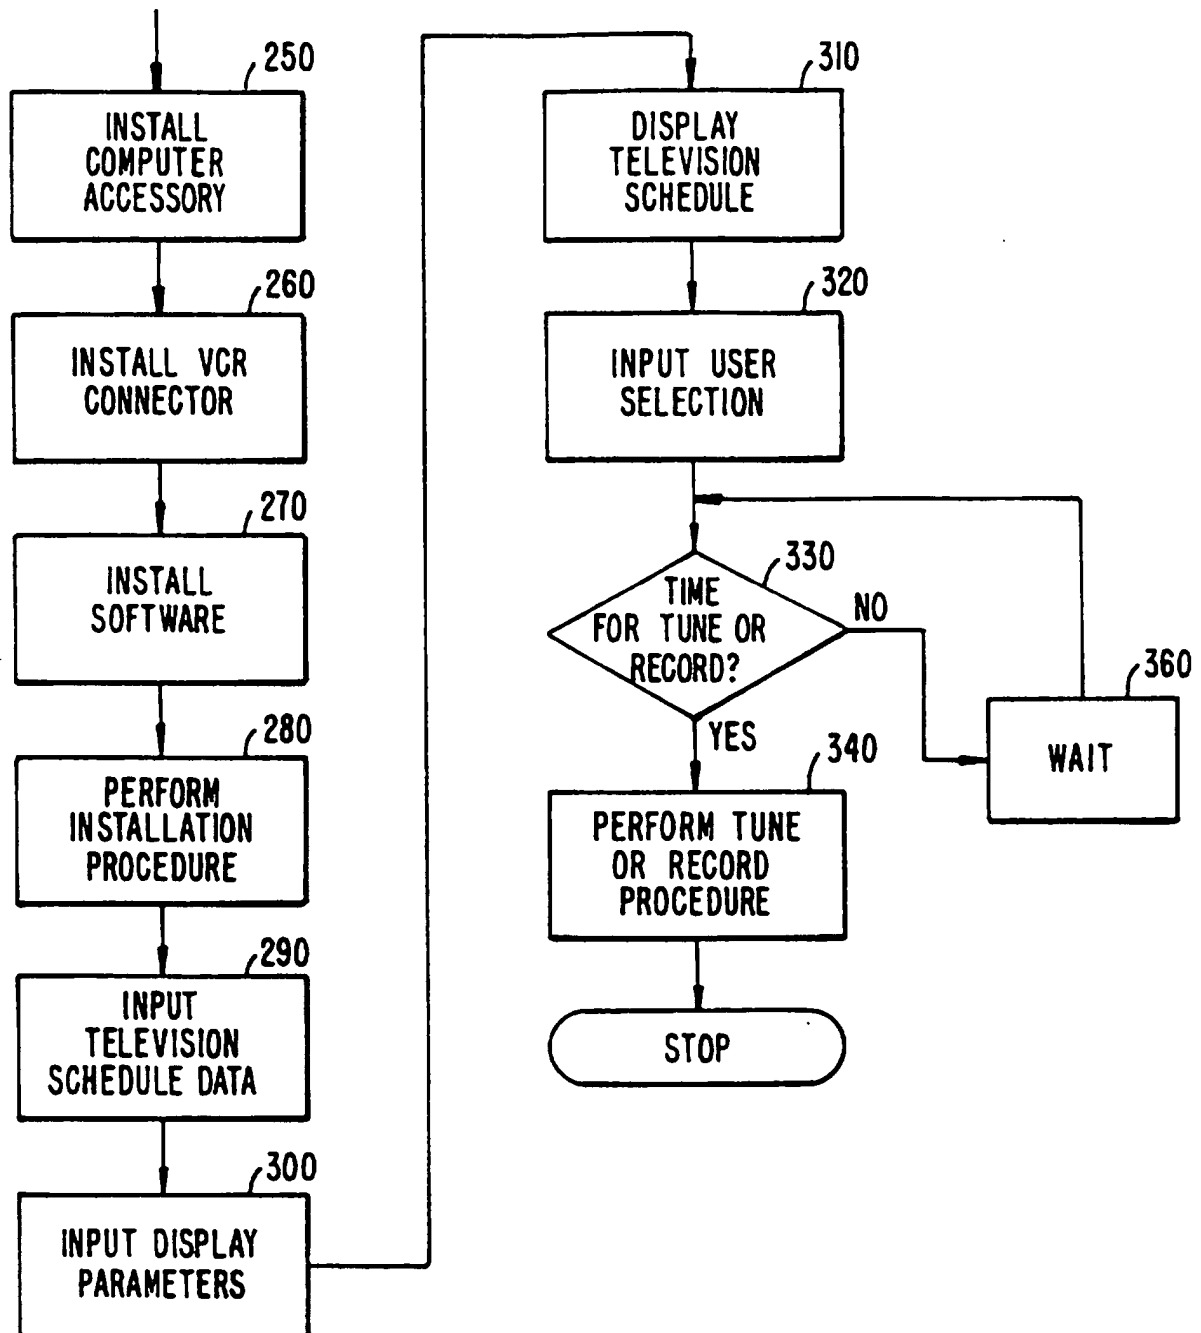 250
INSTALL
COMPUTER
ACCESSORY
260
INSTALL VCR
CONNECTOR
270
INSTALL
SOFTWARE
280
PERFORM
INSTALLATION
PROCEDURE
290
INPUT
TELEVISION
SCHEDULE DATA
300
INPUT DISPLAY
PARAMETERS
310
DISPLAY
TELEVISION
SCHEDULE
320
INPUT USER
SELECTION
330
TIME
FOR TUNE OR
RECORD?
NO
YES
360
WAIT
340
PERFORM TUNE
OR RECORD
PROCEDURE
STOP